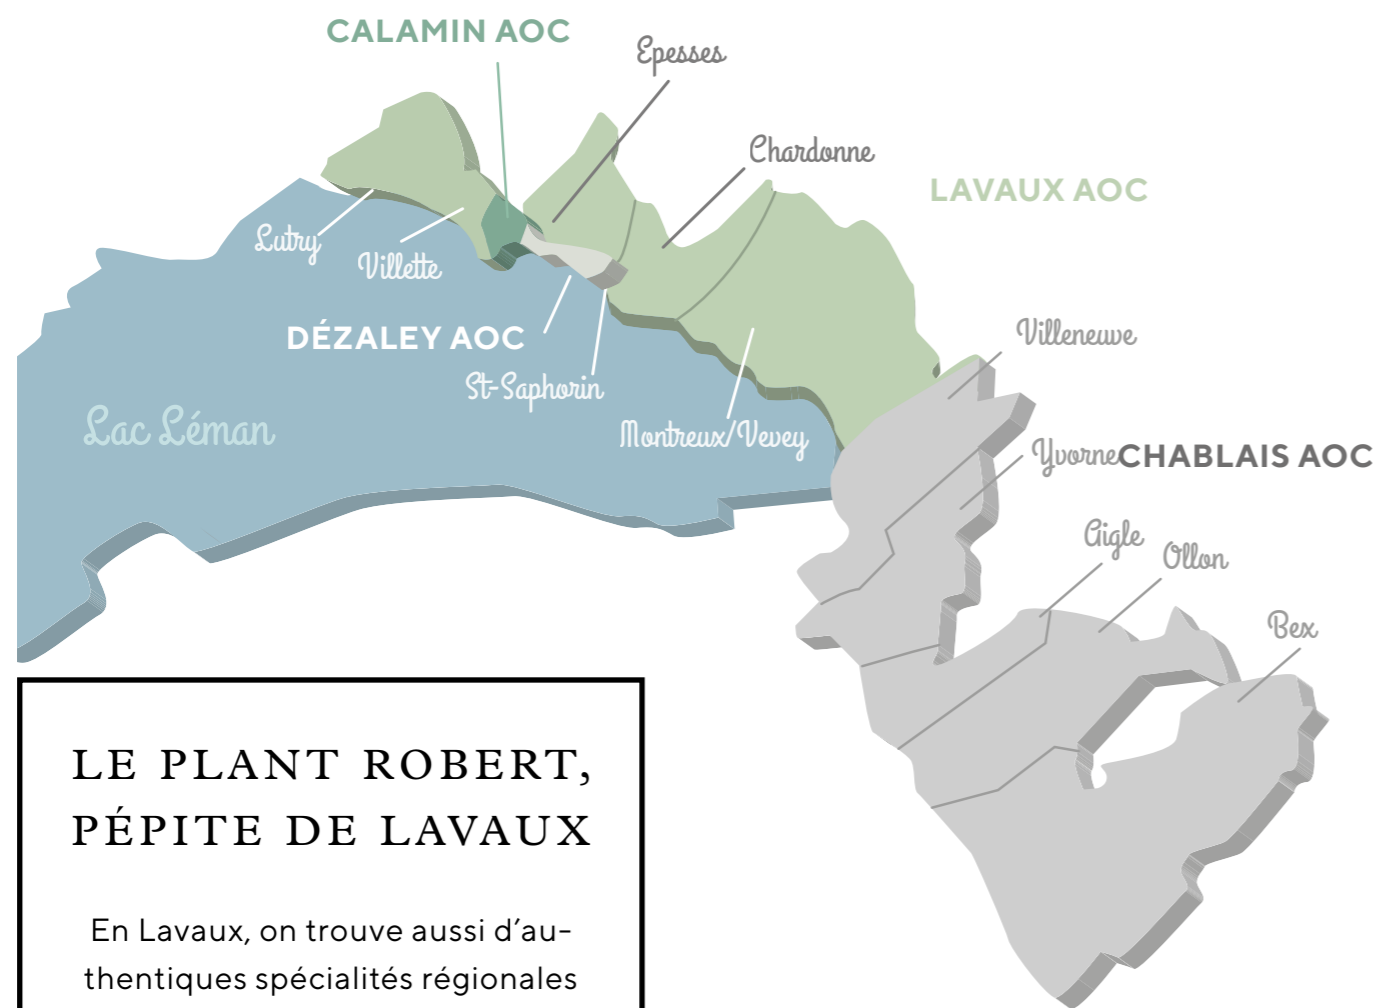 CALAMIN AOC
Epesses
Chardonne
LAVAUX AOC
Lutry
Villette
DÉZALEY AOC
St-Saphorin
Villeneuve
Lac Léman
Montreux/Vevey
Yvorne
CHABLAIS AOC
Aigle
Ollon
Bex
LE PLANT ROBERT,
PÉPITE DE LAVAUX
En Lavaux, on trouve aussi d’au-
thentiques spécialités régionales